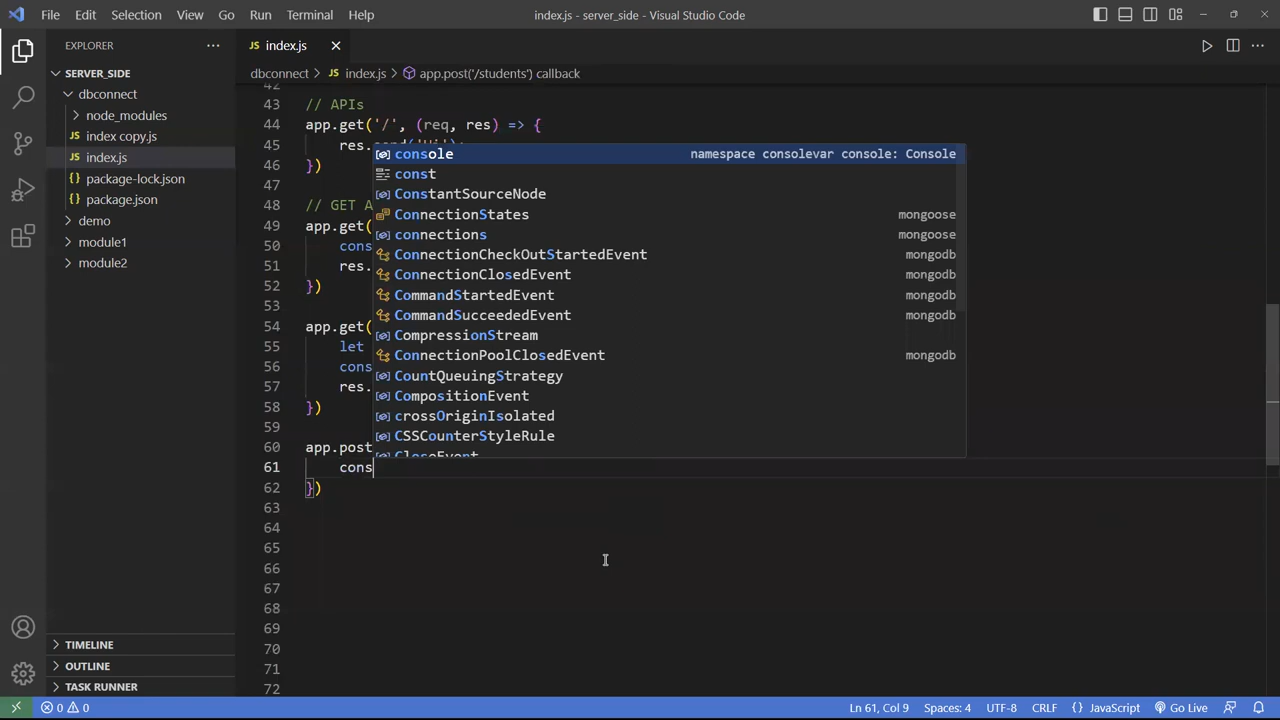 File Edit Selection View Go Run Terminal Help index.js - server_side - Visual Studio Code
EXPLORER
SERVER_SIDE
dbconnect
node_modules
index copy.js
index.js
package-lock.json
package.json
demo
module1
module2
TIMELINE
OUTLINE
TASK RUNNER
index.js
dbconnect > index.js > app.post('/students') callback
42
43 // APIs
44 app.get('/', (req, res) => {
45 res.send('Hi');
46 })
47
48 // GET A
49 app.get(
50 cons
51 res.
52 })
53
54 app.get(
55 let
56 cons
57 res.
58 })
59
60 app.post
61 cons
62 })
63
64
65
66
67
68
69
70
71
72
console namespace consolevar console: Console
const
ConstantSourceNode
ConnectionStates mongoose
connections mongoose
ConnectionCheckOutStartedEvent mongodb
ConnectionClosedEvent mongodb
CommandStartedEvent mongodb
CommandSucceededEvent mongodb
CompressionStream
ConnectionPoolClosedEvent mongodb
CountQueuingStrategy
CompositionEvent
crossOriginIsolated
CSSCounterStyleRule
CloseEvent
0 0 Ln 61, Col 9 Spaces: 4 UTF-8 CRLF {} JavaScript Go Live